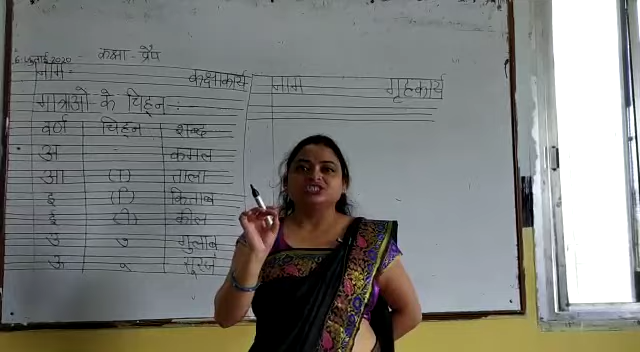 6 जुलाई 2020 - कक्षा - प्रैप
नाम - कक्षाकार्य
मात्राओ के चिह्न :-
वर्ण चिह्न शब्द
अ - कमल
आ (ा) ताला
इ (ि) किताब
ई (ी) कील
उ ु गुलाब
ऊ ू सूरज
नाम गृहकार्य